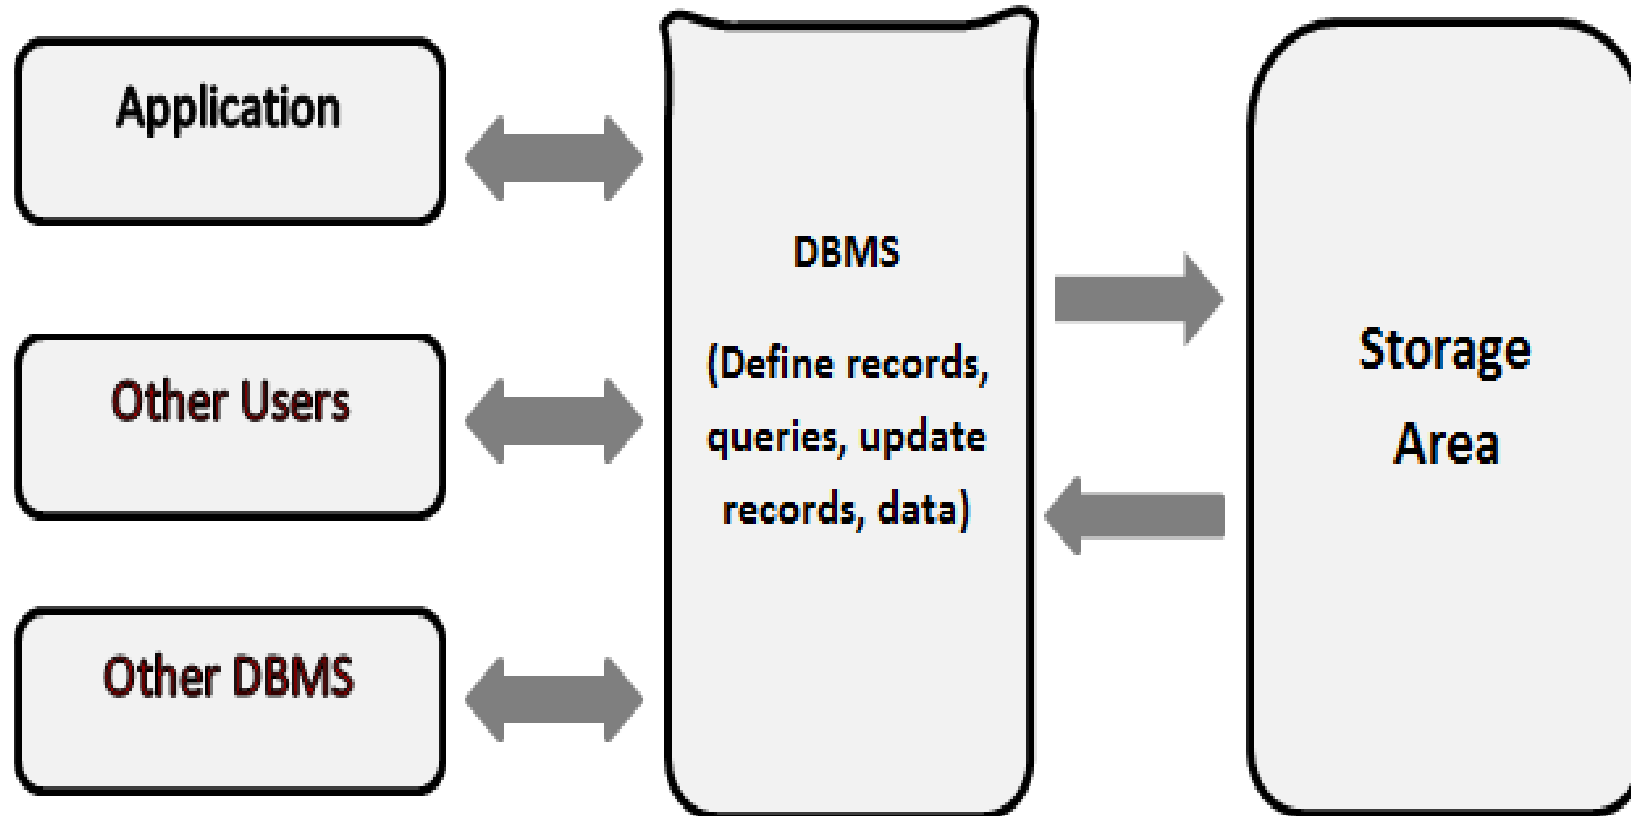 Application
Other Users
Other DBMS
DBMS
(Define records,
queries, update
records, data)
Storage
Area